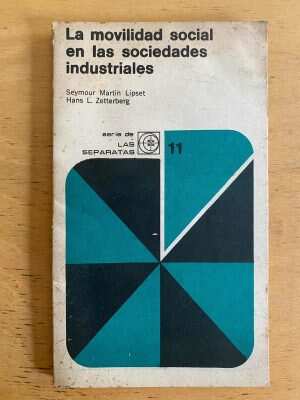 La movilidad social
en las sociedades
industriales
Seymour Martin Lipset
Hans L. Zetterberg
serie de
LAS
SEPARATAS
11